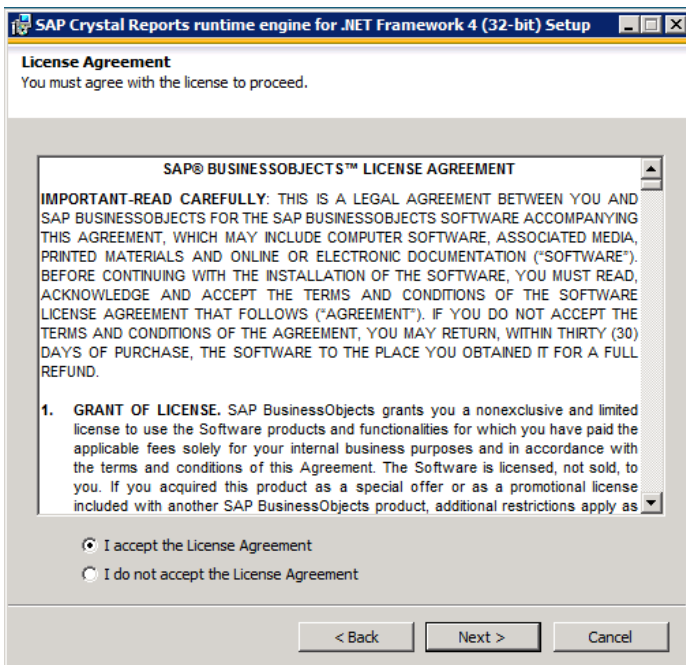 SAP Crystal Reports runtime engine for .NET Framework 4 (32-bit) Setup
License Agreement
You must agree with the license to proceed.
SAP® BUSINESSOBJECTS™ LICENSE AGREEMENT
IMPORTANT-READ CAREFULLY: THIS IS A LEGAL AGREEMENT BETWEEN YOU AND
SAP BUSINESSOBJECTS FOR THE SAP BUSINESSOBJECTS SOFTWARE ACCOMPANYING
THIS AGREEMENT, WHICH MAY INCLUDE COMPUTER SOFTWARE, ASSOCIATED MEDIA,
PRINTED MATERIALS AND ONLINE OR ELECTRONIC DOCUMENTATION (“SOFTWARE”).
BEFORE CONTINUING WITH THE INSTALLATION OF THE SOFTWARE, YOU MUST READ,
ACKNOWLEDGE AND ACCEPT THE TERMS AND CONDITIONS OF THE SOFTWARE
LICENSE AGREEMENT THAT FOLLOWS (“AGREEMENT”). IF YOU DO NOT ACCEPT THE
TERMS AND CONDITIONS OF THE AGREEMENT, YOU MAY RETURN, WITHIN THIRTY (30)
DAYS OF PURCHASE, THE SOFTWARE TO THE PLACE YOU OBTAINED IT FOR A FULL
REFUND.
1. GRANT OF LICENSE. SAP BusinessObjects grants you a nonexclusive and limited
license to use the Software products and functionalities for which you have paid the
applicable fees solely for your internal business purposes and in accordance with
the terms and conditions of this Agreement. The Software is licensed, not sold, to
you. If you acquired this product as a special offer or as a promotional license
included with another SAP BusinessObjects product, additional restrictions apply as
I accept the License Agreement
I do not accept the License Agreement
< Back Next > Cancel